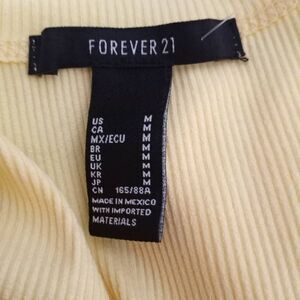 FOREVER 21
US M
CA M
MX/ECU M
BR M
EU M
UK M
KR M
JP M
CN 165/88A
MADE IN MEXICO
WITH IMPORTED
MATERIALS